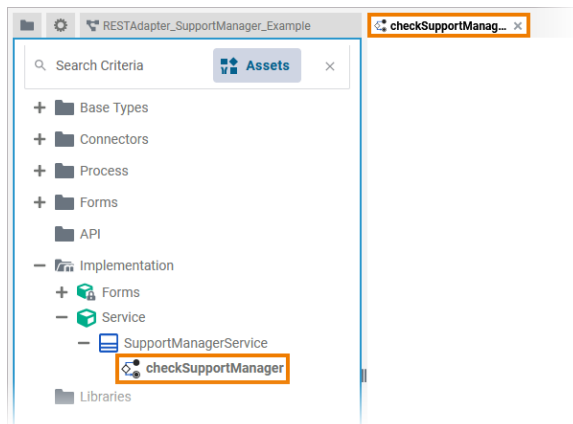 RESTAdapter_SupportManager_Example
checkSupportManag...
Search Criteria
Assets
Base Types
Connectors
Process
Forms
API
Implementation
Forms
Service
SupportManagerService
checkSupportManager
Libraries